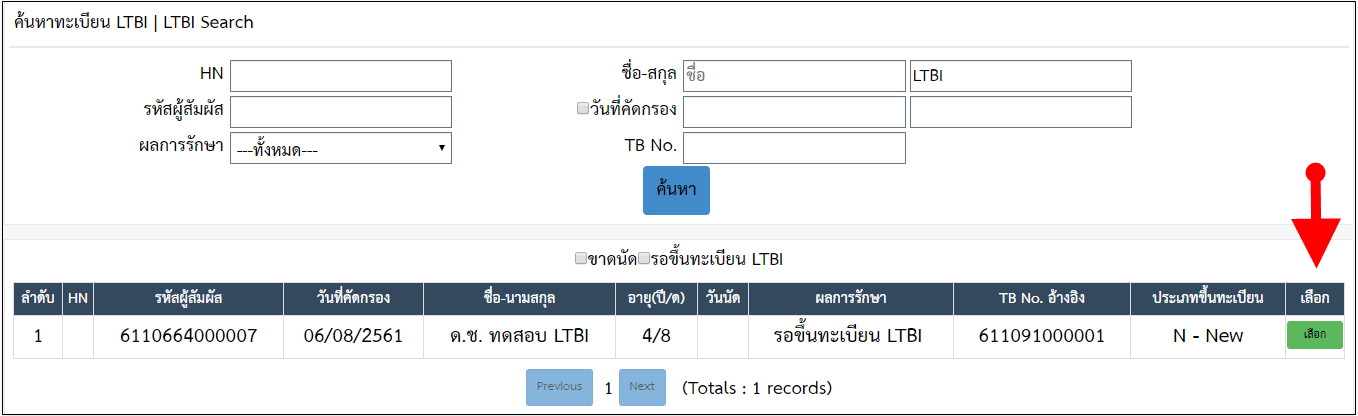 ค้นหาทะเบียน LTBI | LTBI Search
HN ชื่อ-สกุล ชื่อ LTBI
รหัสผู้สัมผัส วันที่คัดกรอง
ผลการรักษา ---ทั้งหมด--- TB No.
ค้นหา
ขาดนัด รอขึ้นทะเบียน LTBI
ลำดับ HN รหัสผู้สัมผัส วันที่คัดกรอง ชื่อ-นามสกุล อายุ(ปี/ด) วันนัด ผลการรักษา TB No. อ้างอิง ประเภทขึ้นทะเบียน เลือก
1 6110664000007 06/08/2561 ด.ช. ทดสอบ LTBI 4/8 รอขึ้นทะเบียน LTBI 611091000001 N - New เลือก
Previous 1 Next (Totals : 1 records)